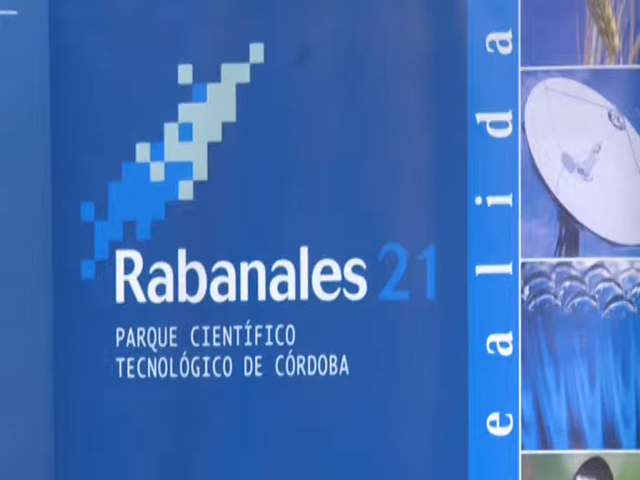 Rabanales 21
PARQUE CIENTÍFICO
TECNOLÓGICO DE CÓRDOBA
ealida